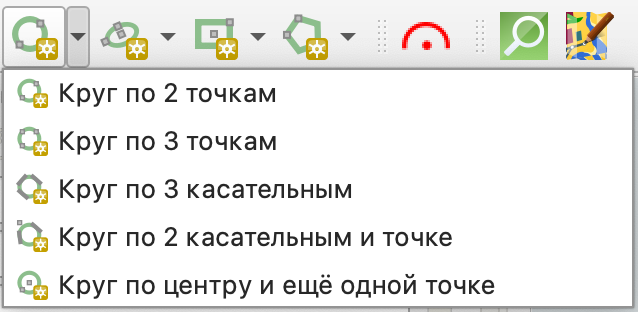 Круг по 2 точкам
Круг по 3 точкам
Круг по 3 касательным
Круг по 2 касательным и точке
Круг по центру и ещё одной точке